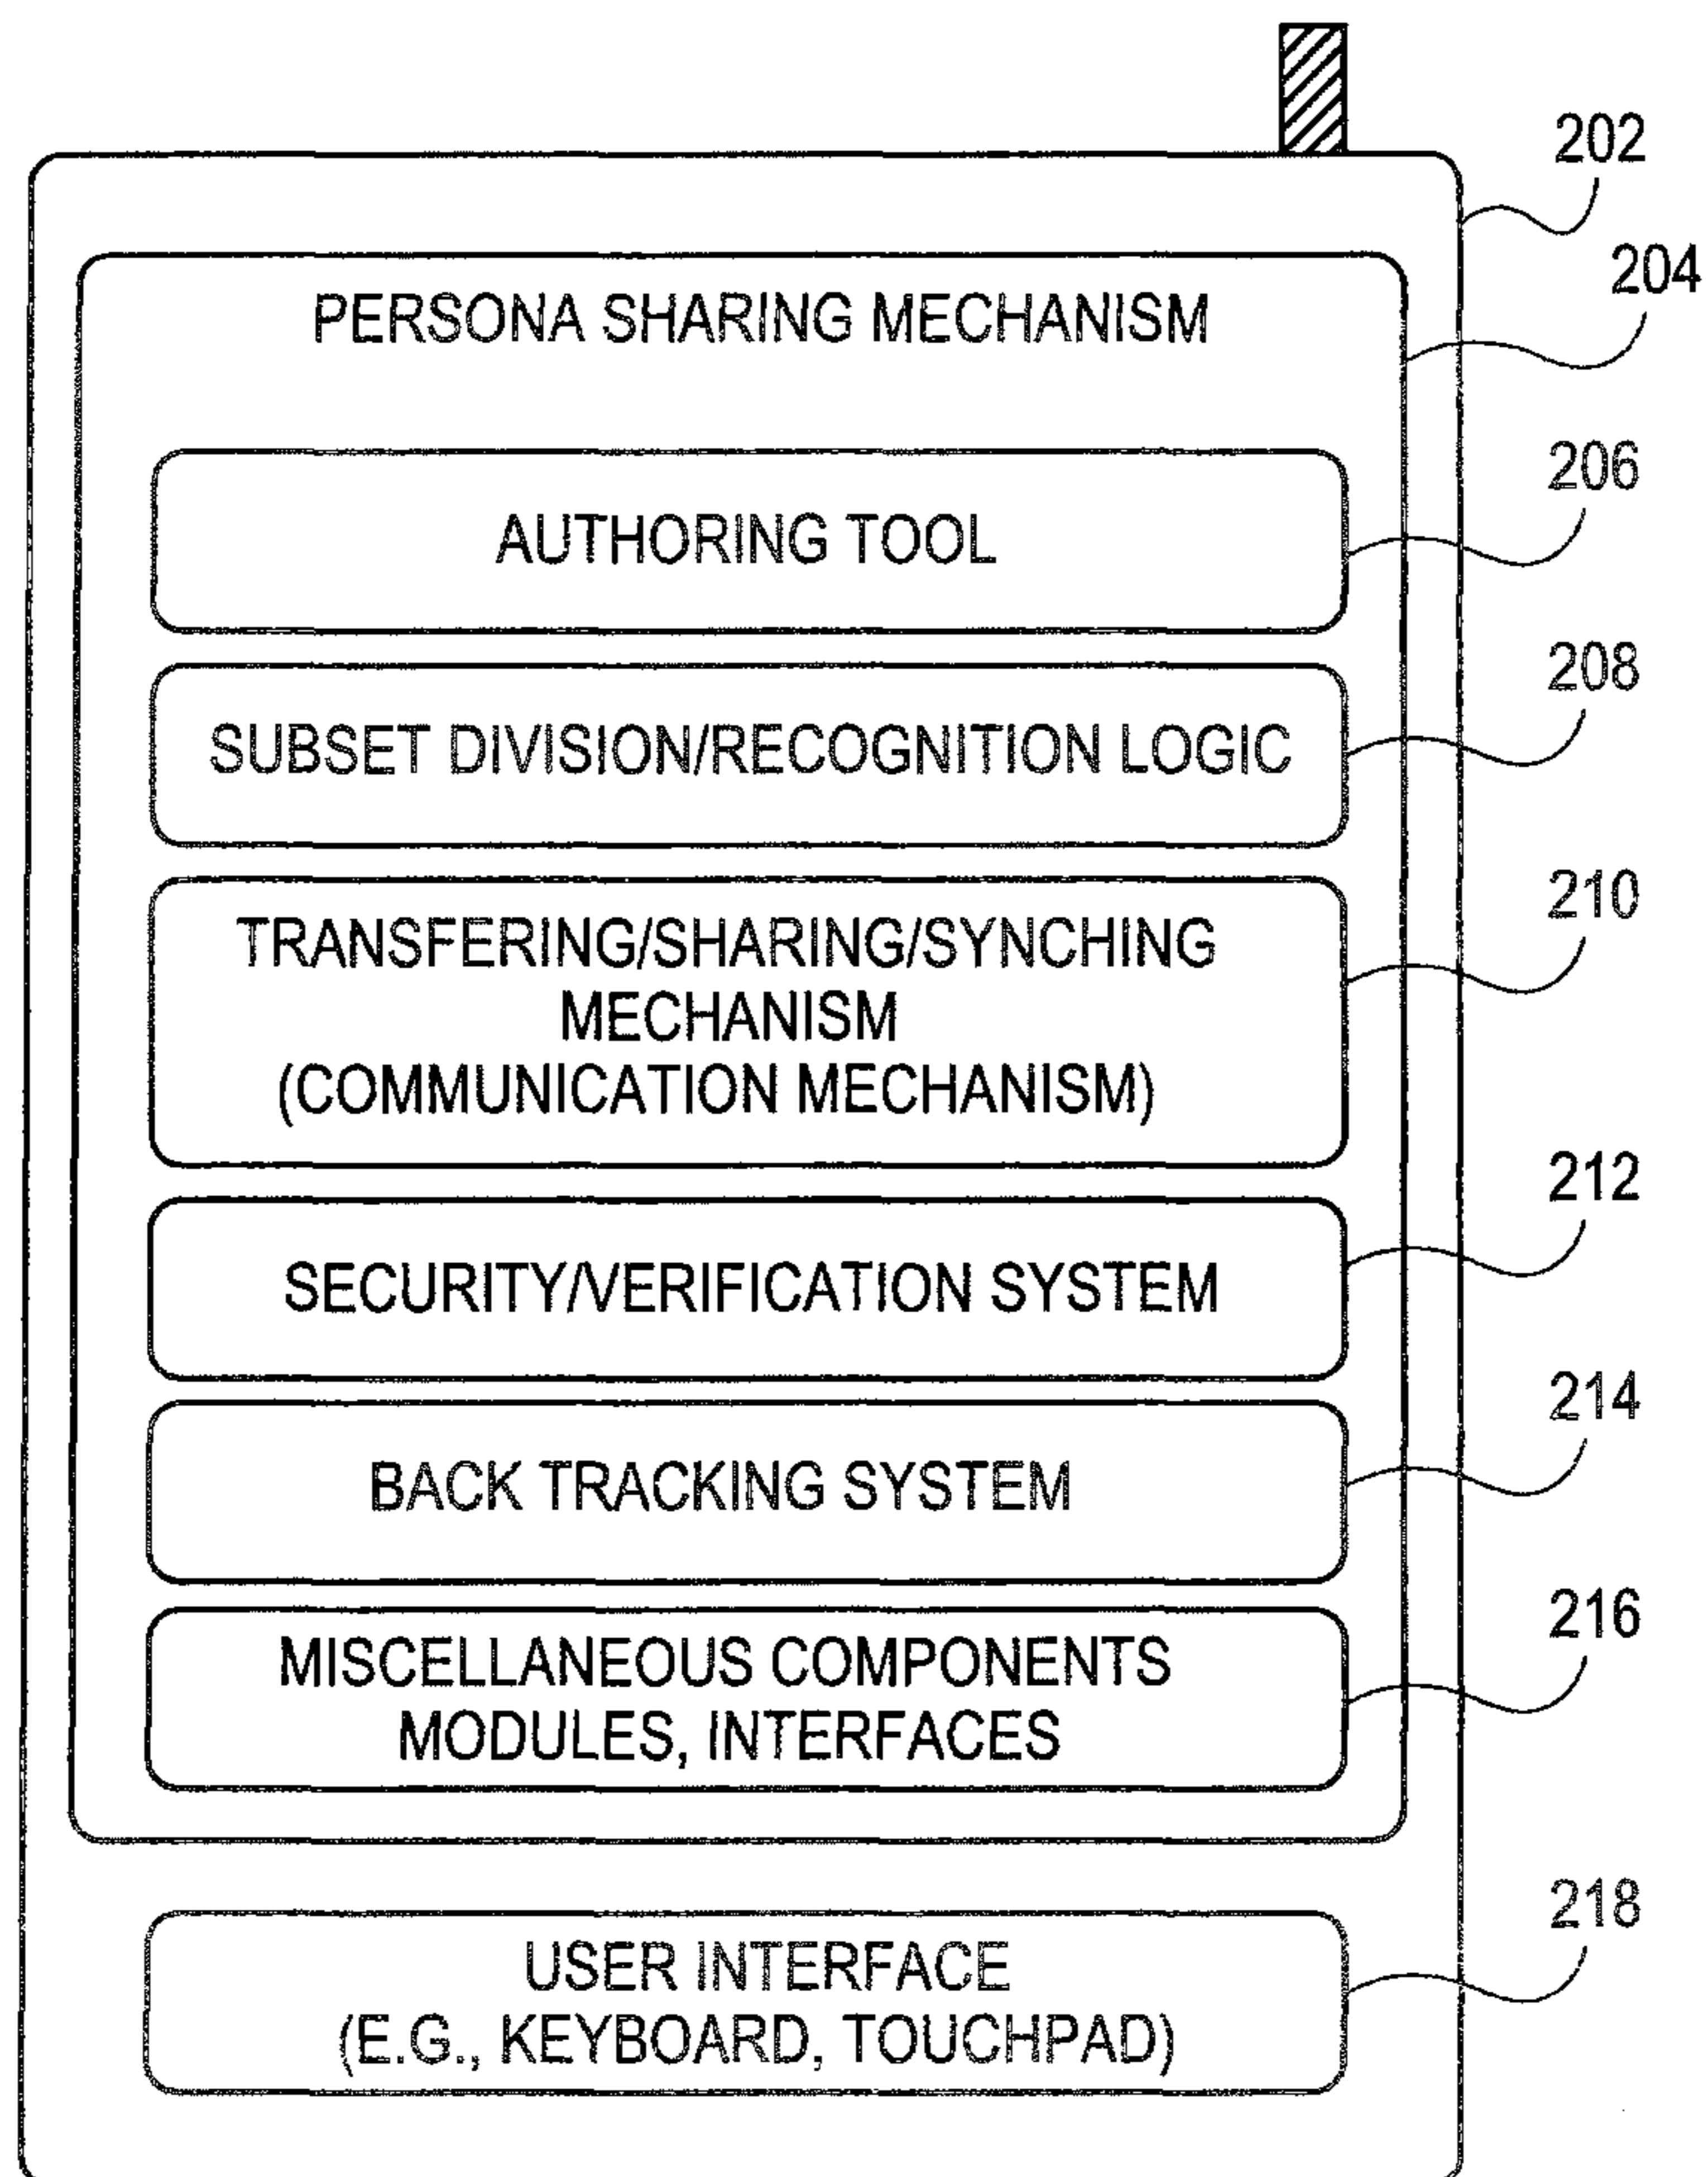 202
204
PERSONA SHARING MECHANISM
206
AUTHORING TOOL
208
SUBSET DIVISION/RECOGNITION LOGIC
210
TRANSFERING/SHARING/SYNCHING
MECHANISM
(COMMUNICATION MECHANISM)
212
SECURITY/VERIFICATION SYSTEM
214
BACK TRACKING SYSTEM
216
MISCELLANEOUS COMPONENTS
MODULES, INTERFACES
218
USER INTERFACE
(E.G., KEYBOARD, TOUCHPAD)